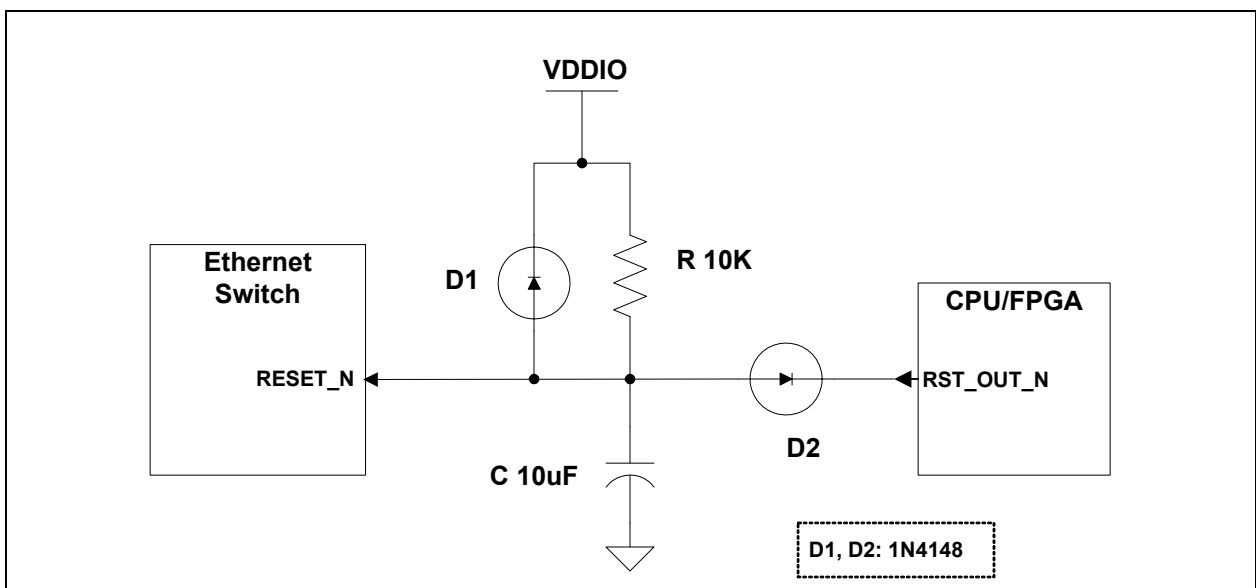 VDDIO
Ethernet
Switch
D1
R 10K
CPU/FPGA
RESET_N
RST_OUT_N
D2
C 10uF
D1, D2: 1N4148